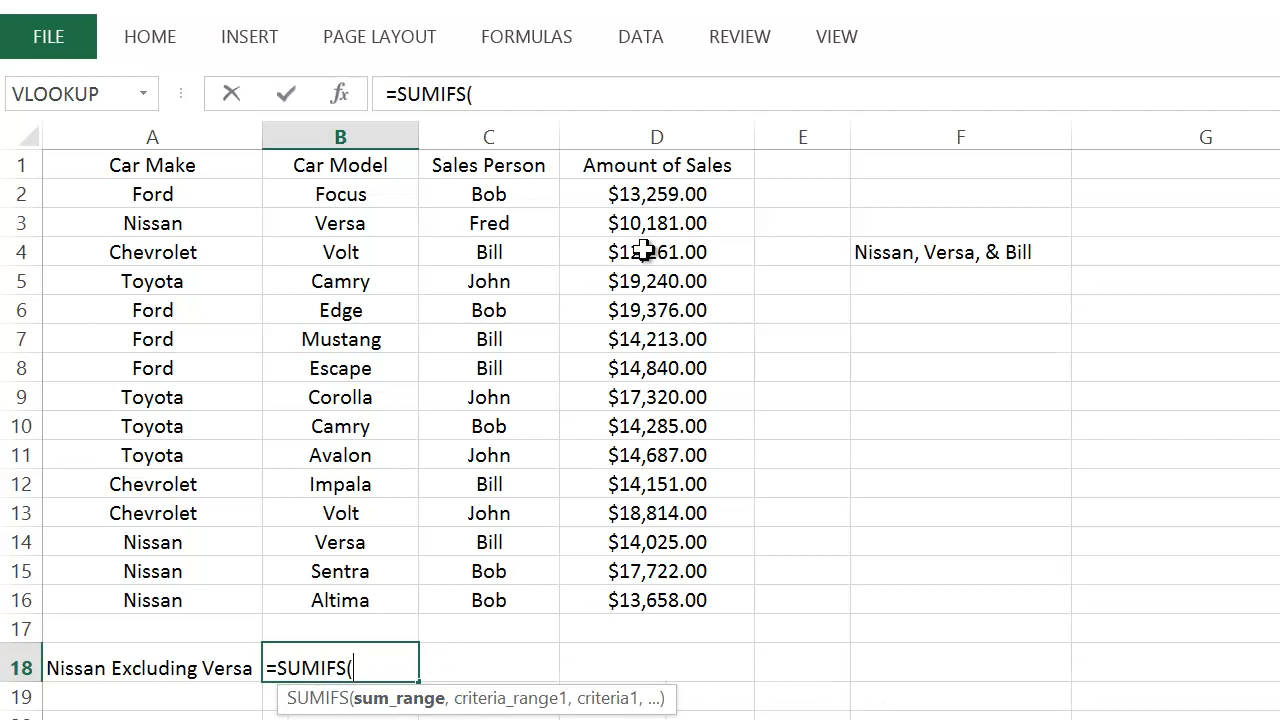 FILE HOME INSERT PAGE LAYOUT FORMULAS DATA REVIEW VIEW
VLOOKUP fx =SUMIFS(
A B C D E F G
1 Car Make Car Model Sales Person Amount of Sales
2 Ford Focus Bob $13,259.00
3 Nissan Versa Fred $10,181.00
4 Chevrolet Volt Bill Nissan, Versa, & Bill
5 Toyota Camry John $19,240.00
6 Ford Edge Bob $19,376.00
7 Ford Mustang Bill $14,213.00
8 Ford Escape Bill $14,840.00
9 Toyota Corolla John $17,320.00
10 Toyota Camry Bob $14,285.00
11 Toyota Avalon John $14,687.00
12 Chevrolet Impala Bill $14,151.00
13 Chevrolet Volt John $18,814.00
14 Nissan Versa Bill $14,025.00
15 Nissan Sentra Bob $17,722.00
16 Nissan Altima Bob $13,658.00
17
18 Nissan Excluding Versa =SUMIFS(
19 SUMIFS(sum_range, criteria_range1, criteria1, ...)